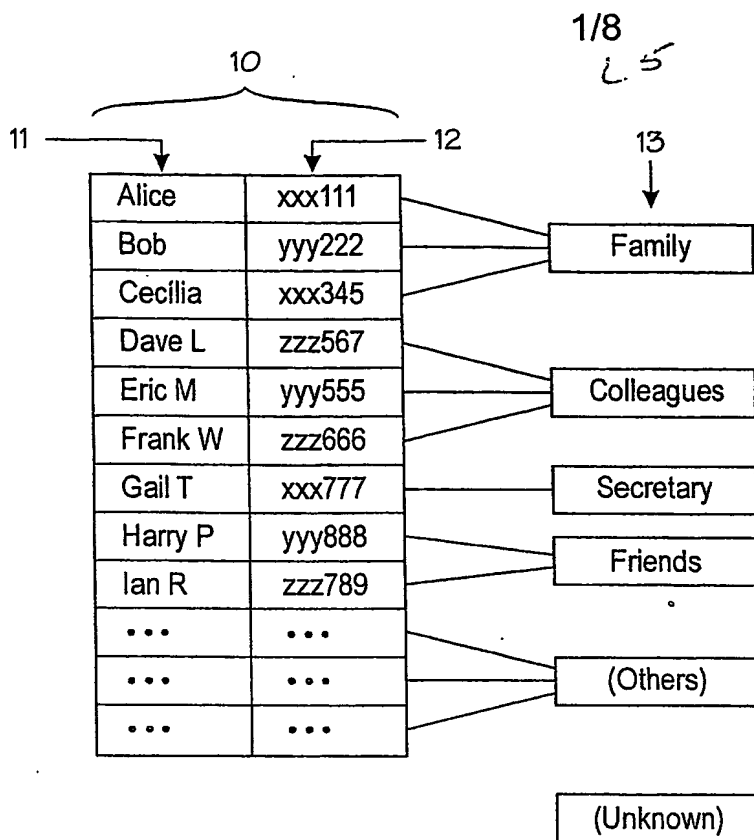 1/8
10
11
12
13
Alice xxx111
Family
Bob yyy222
Cecília xxx345
Dave L zzz567
Colleagues
Eric M yyy555
Frank W zzz666
Gail T xxx777
Secretary
Harry P yyy888
Friends
Ian R zzz789
... ...
... ...
(Others)
... ...
(Unknown)